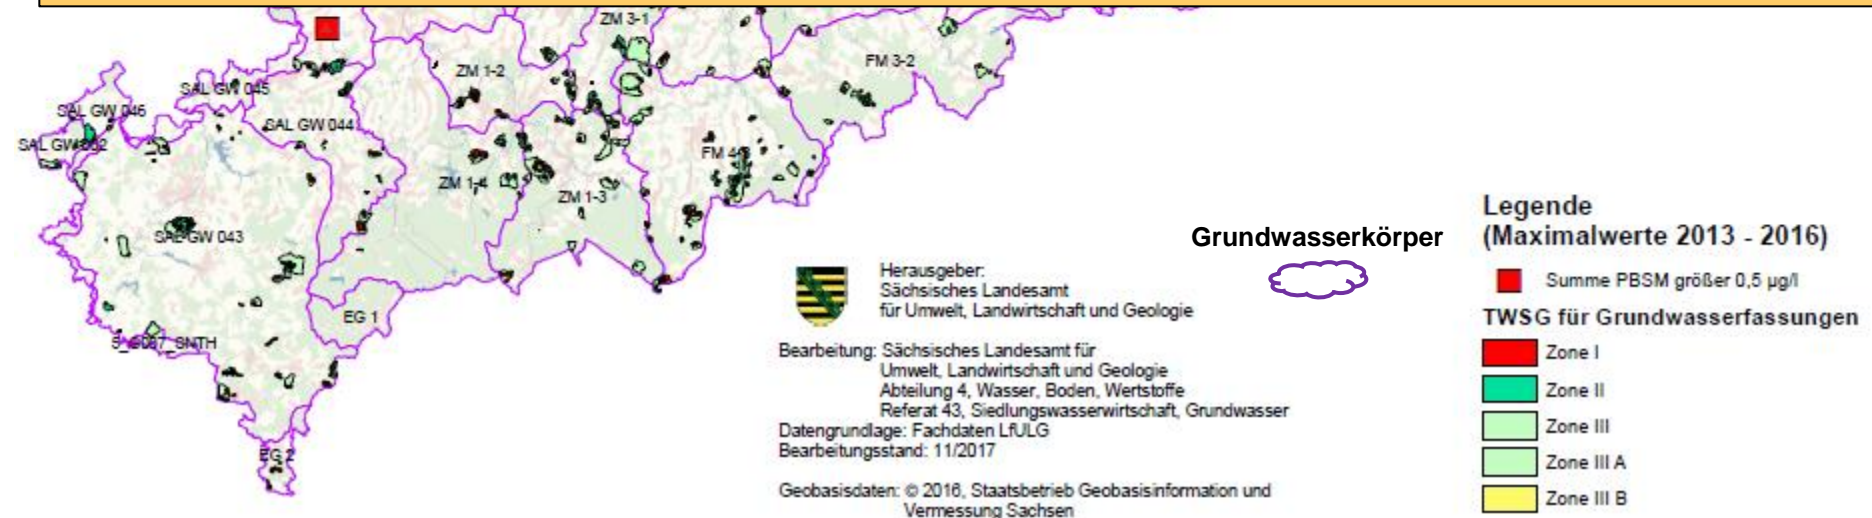 ZM 3-1
FM 3-2
ZM 1-2
SAL GW 045
SAL GW 046
SAL GW 044
SAL GW 052
FM 4-3
ZM 1-4
ZM 1-3
SAL GW 043
EG 1
EG 2
Grundwasserkörper
Herausgeber:
Sächsisches Landesamt
für Umwelt, Landwirtschaft und Geologie
Bearbeitung: Sächsisches Landesamt für
Umwelt, Landwirtschaft und Geologie
Abteilung 4, Wasser, Boden, Wertstoffe
Referat 43, Siedlungswasserwirtschaft, Grundwasser
Datengrundlage: Fachdaten LfULG
Bearbeitungsstand: 11/2017
Geobasisdaten: © 2016, Staatsbetrieb Geobasisinformation und
Vermessung Sachsen
Legende
(Maximalwerte 2013 - 2016)
Summe PBSM größer 0,5 µg/l
TWSG für Grundwasserfassungen
Zone I
Zone II
Zone III
Zone III A
Zone III B